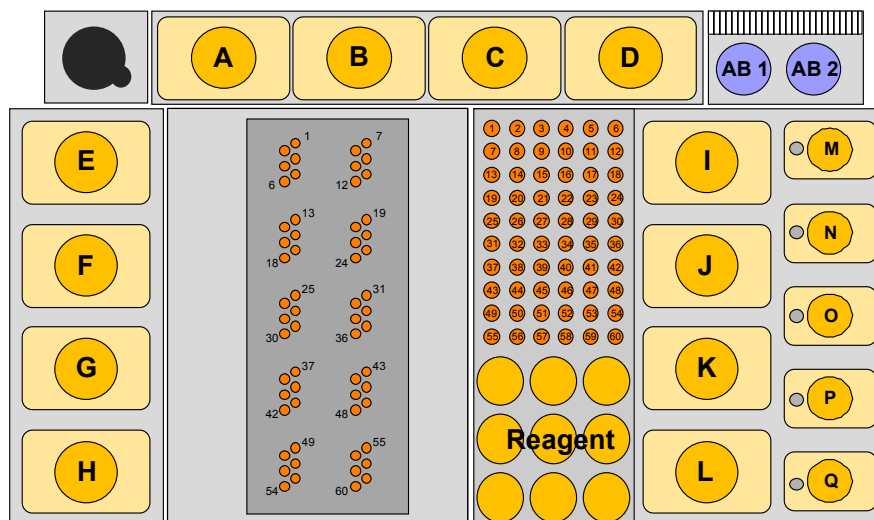 A B C D AB 1 AB 2
E
F
G
H
1 7
6 12
13 19
18 24
25 31
30 36
37 43
42 48
49 55
54 60
1 2 3 4 5 6
7 8 9 10 11 12
13 14 15 16 17 18
19 20 21 22 23 24
25 26 27 28 29 30
31 32 33 34 35 36
37 38 39 40 41 42
43 44 45 46 47 48
49 50 51 52 53 54
55 56 57 58 59 60
Reagent
I
J
K
L
M
N
O
P
Q